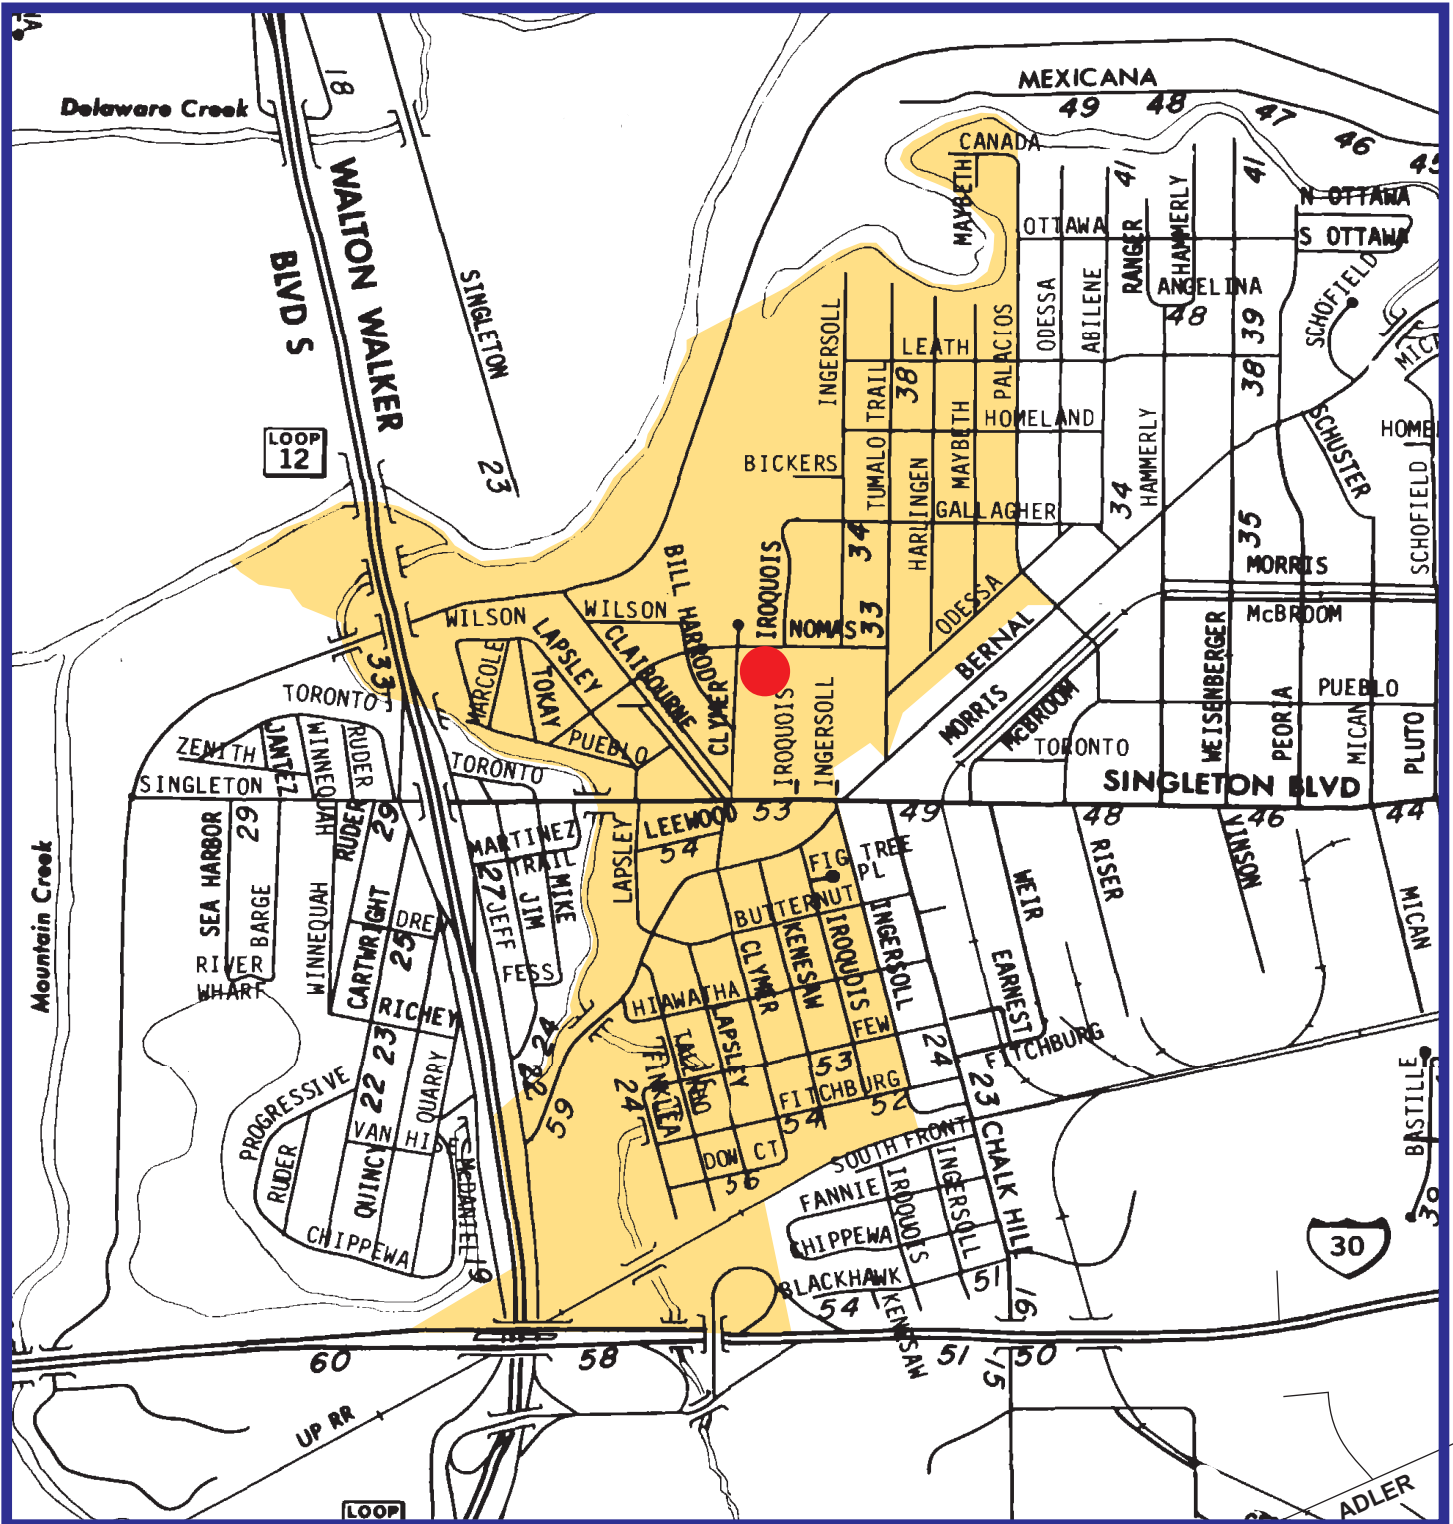 MEXICANA
49
48
47
46
45
18
Delaware Creek
CANADA
MAYBETH
41
41
HAMMERLY
N OTTAWA
S OTTAWA
OTTAWA
RANGER
WALTON WALKER
BLVD S
SINGLETON
23
ODESSA
ABILENE
ANGELINA
48
SCHOFIELD
39
38
INGERSOLL
LEATH
PALACIOS
TUMALO TRAIL
38
MAYBETH
HOMELAND
HAMMERLY
SCHUSTER
SCHOFIELD
LOOP
12
BICKERS
HARLINGEN
GALLAGHER
34
34
35
MORRIS
McBROOM
BILL HARROD
IROQUOIS
NOMAS
33
ODESSA
BERNAL
WILSON
WILSON
LAPSLEY
CLAIBOURNE
MARCOLE
TOKAY
CLYMER
PUEBLO
IROQUOIS
INGERSOLL
MORRIS
McBROOM
TORONTO
WEISENBERGER
PEORIA
PUEBLO
MICAN
PLUTO
33
TORONTO
ZENITH
JANTEZ
WINNEQUAH
RUDER
SINGLETON
TORONTO
SINGLETON BLVD
53
49
48
46
44
LEEWOOD
54
LAPSLEY
SEA HARBOR
29
BARGE
RUDER
29
WINNEQUAH
MARTINEZ
TRAIL
27
JEFF
JIM
MIKE
FESS
FIG TREE
PL
BUTTERNUT
CLYMER
KENESAW
IROQUOIS
INGERSOLL
WEIR
RISER
VINSON
MICAN
EARNEST
Mountain Creek
CARTWRIGHT
25
RIVER
WHARF
RICHEY
HIAWATHA
LAPSLEY
FEW
24
24
FITCHBURG
PROGRESSIVE
22
23
QUARRY
59
24
53
FITCHBURG
54
52
23
CHALK HILL
BASTILLE
RUDER
QUINCY
McDANIEL
19
CHIPPEWA
DOW CT
56
SOUTH FRONT
FANNIE
IROQUOIS
INGERSOLL
CHIPPEWA
BLACKHAWK
54
KENESAW
51
16
30
60
58
51
50
15
UP RR
LOOP
ADLER